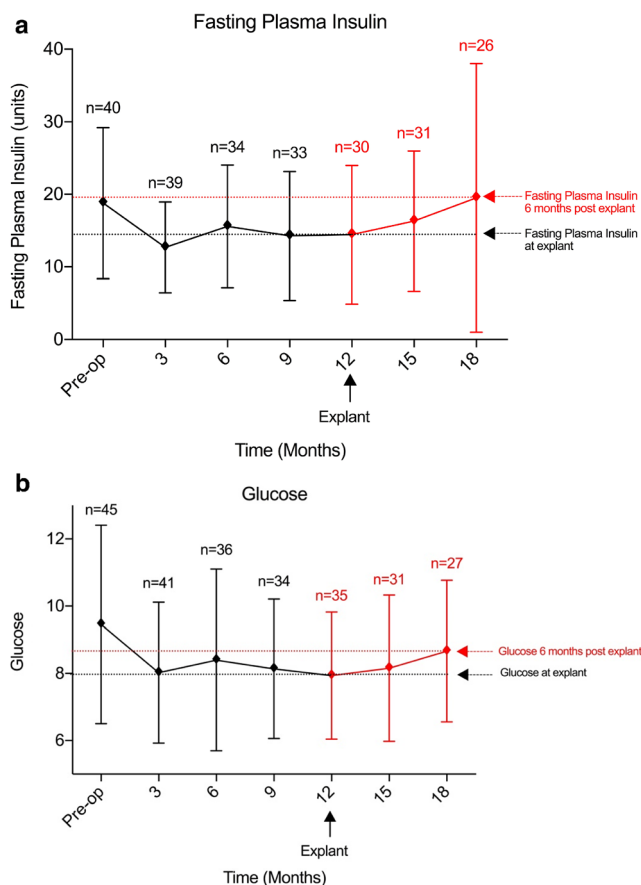 a
Fasting Plasma Insulin
Fasting Plasma Insulin (units)
40
30
20
10
0
n=40
n=39
n=34
n=33
n=30
n=31
n=26
Fasting Plasma Insulin
6 months post explant
Fasting Plasma Insulin
at explant
Pre-op
3
6
9
12
15
18
Explant
Time (Months)
b
Glucose
Glucose
12
10
8
6
n=45
n=41
n=36
n=34
n=35
n=31
n=27
Glucose 6 months post explant
Glucose at explant
Pre-op
3
6
9
12
15
18
Explant
Time (Months)